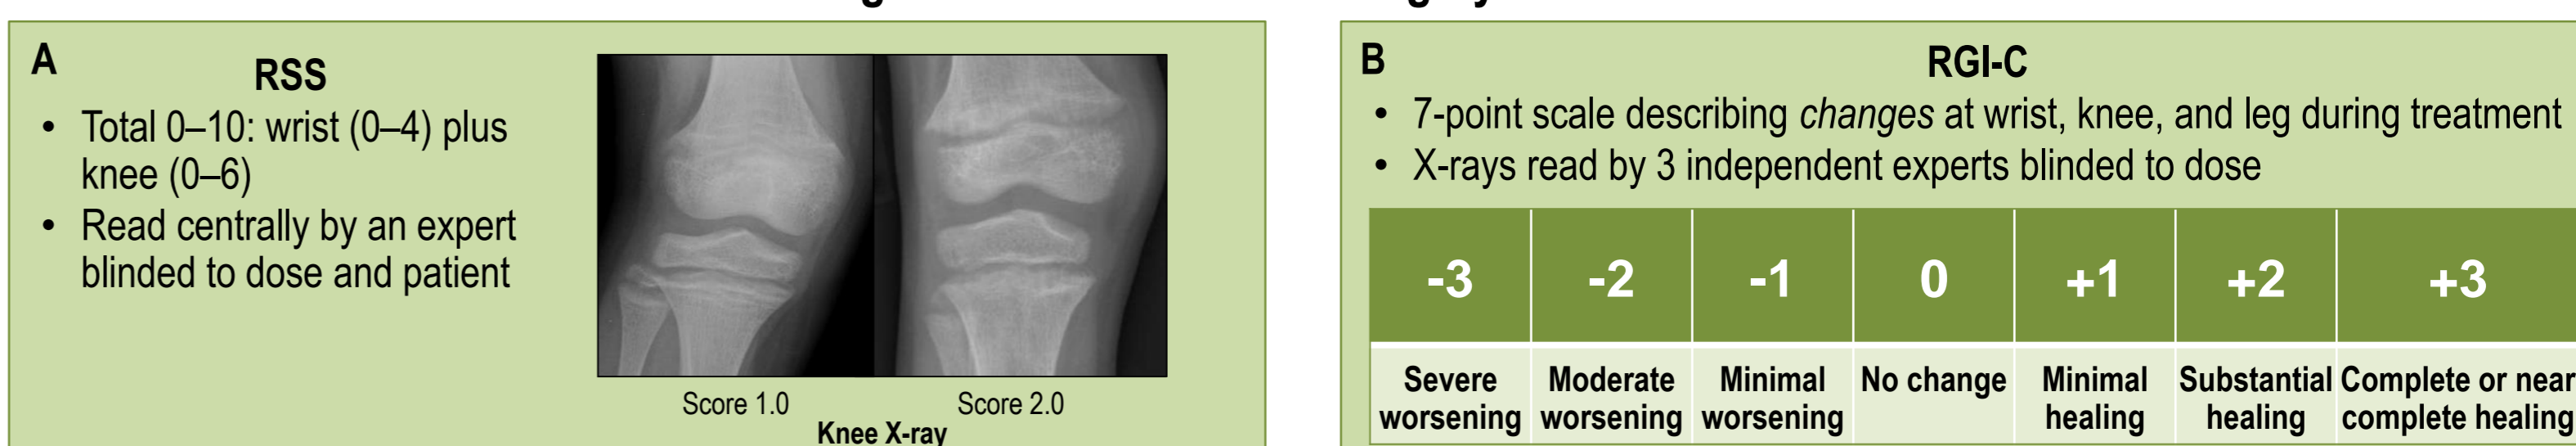 A
RSS
• Total 0–10: wrist (0–4) plus
knee (0–6)
• Read centrally by an expert
blinded to dose and patient
Score 1.0
Score 2.0
Knee X-ray
B
RGI-C
• 7-point scale describing changes at wrist, knee, and leg during treatment
• X-rays read by 3 independent experts blinded to dose
-3 -2 -1 0 +1 +2 +3
Severe Moderate Minimal No change Minimal Substantial Complete or near
worsening worsening worsening healing healing complete healing